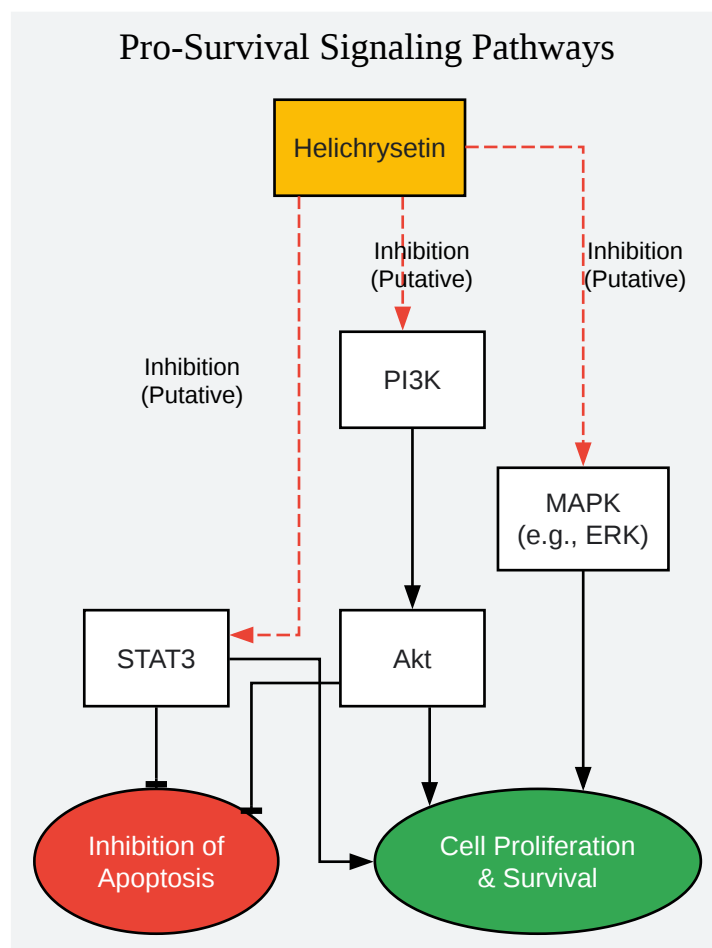 Pro-Survival Signaling Pathways
Helichrysetin
Inhibition
(Putative)
Inhibition
(Putative)
PI3K
Inhibition
(Putative)
MAPK
(e.g., ERK)
STAT3
Akt
Inhibition of
Apoptosis
Cell Proliferation
& Survival